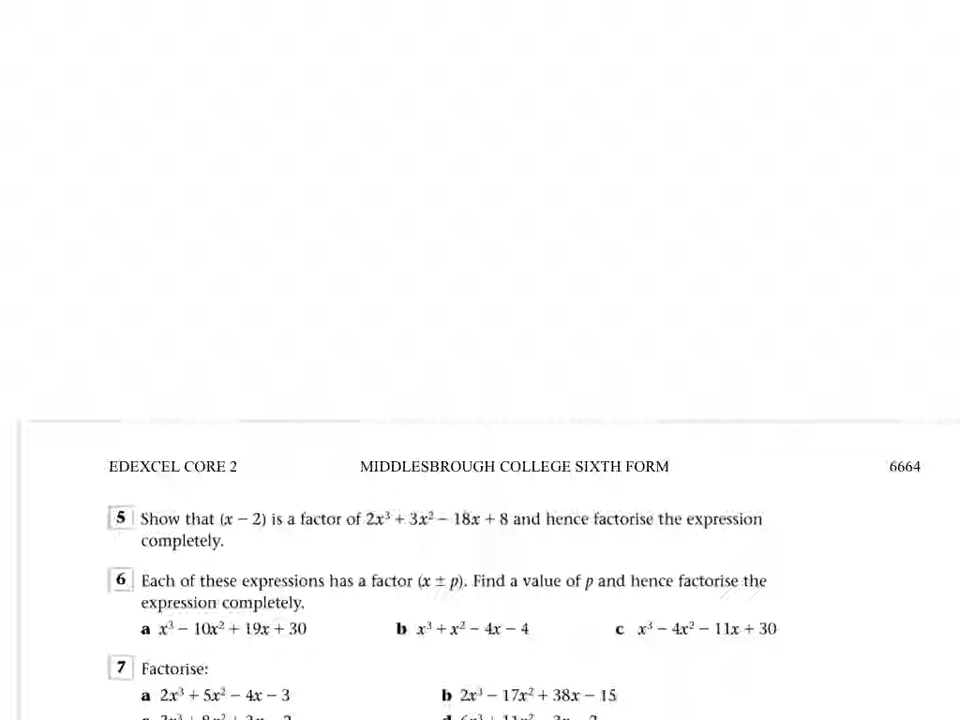 EDEXCEL CORE 2 MIDDLESBROUGH COLLEGE SIXTH FORM 6664
5 Show that (x − 2) is a factor of 2x³ + 3x² − 18x + 8 and hence factorise the expression
completely.
6 Each of these expressions has a factor (x ± p). Find a value of p and hence factorise the
expression completely.
a x³ − 10x² + 19x + 30 b x³ + x² − 4x − 4 c x³ − 4x² − 11x + 30
7 Factorise:
a 2x³ + 5x² − 4x − 3 b 2x³ − 17x² + 38x − 15